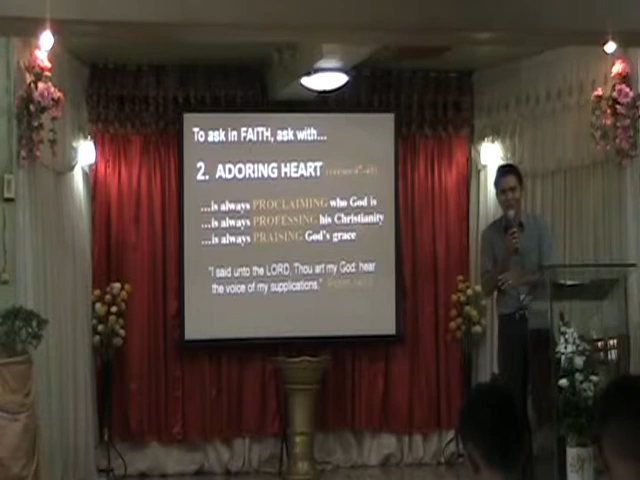 To ask in FAITH, ask with...
2. ADORING HEART
...is always PROCLAIMING who God is
...is always PROFESSING his Christianity
...is always PRAISING God's grace
"I said unto the LORD, Thou art my God: hear
the voice of my supplications."